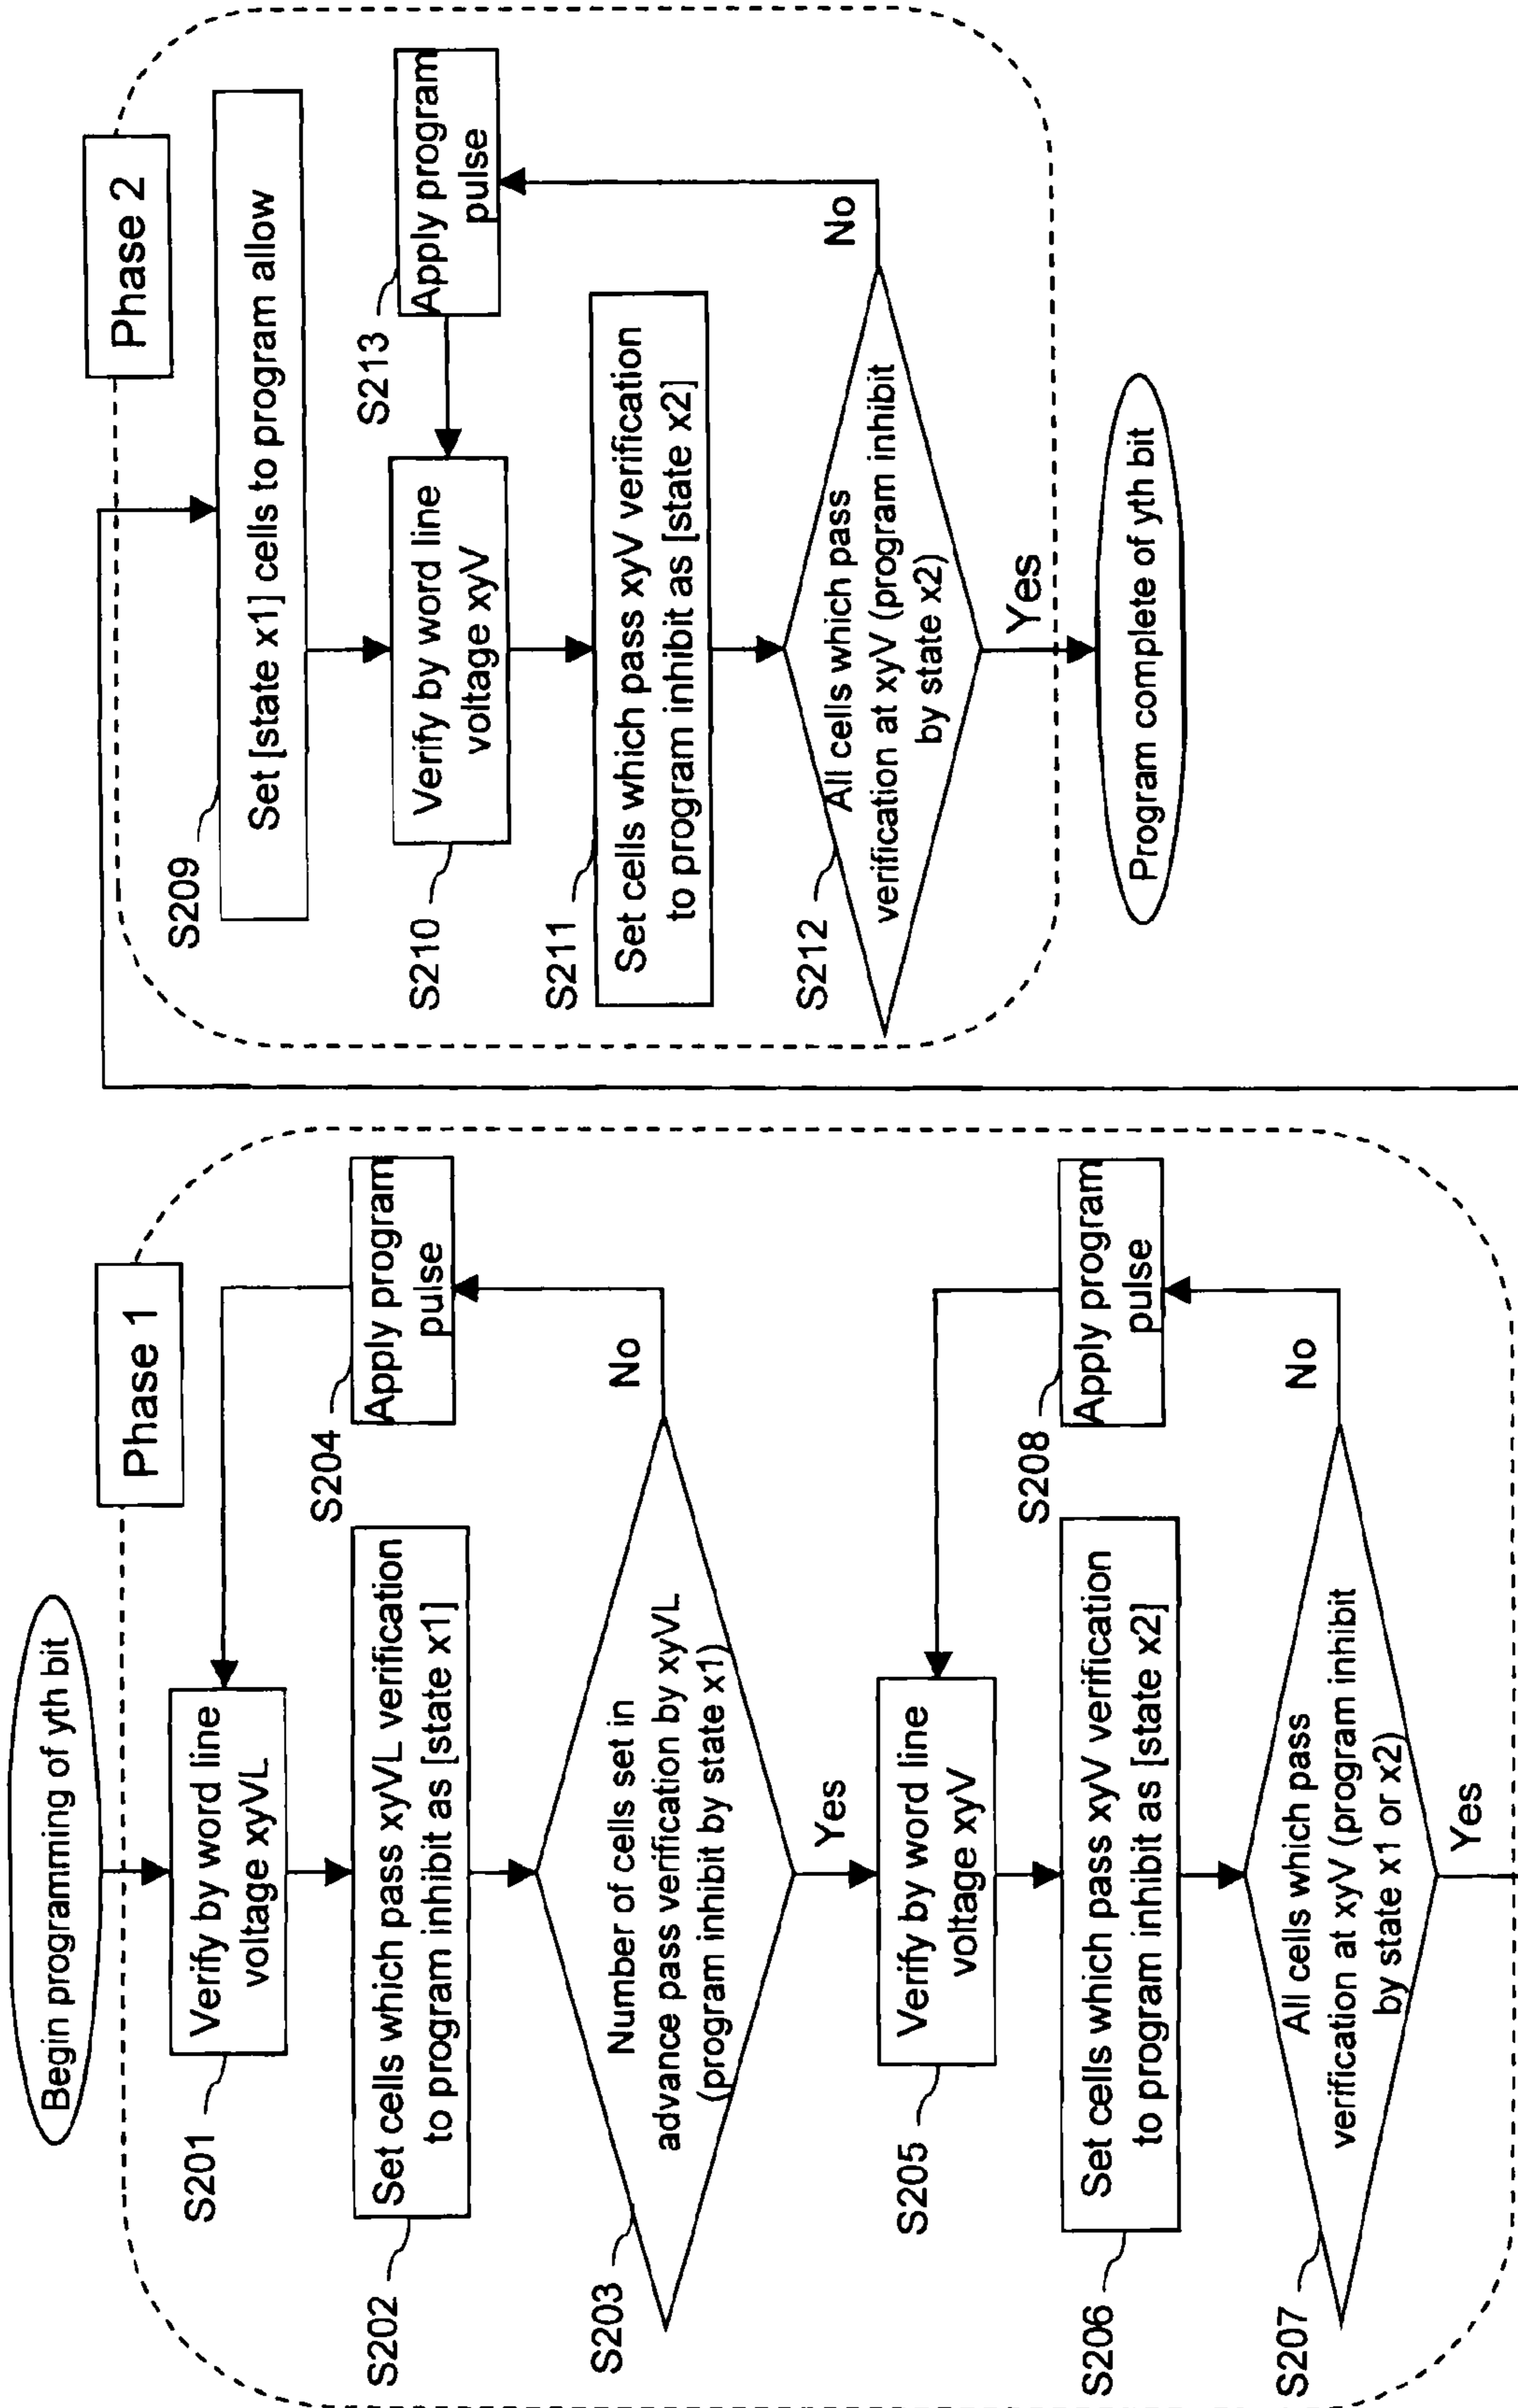 Begin programming of yth bit
Phase 1
S201
Verify by word line
voltage xyVL
S202
Set cells which pass xyVL verification
to program inhibit as [state x1]
S204
Apply program
pulse
S203
Number of cells set in
advance pass verification by xyVL
(program inhibit by state x1)
No
Yes
S205
Verify by word line
voltage xyV
S206
Set cells which pass xyV verification
to program inhibit as [state x2]
S208
Apply program
pulse
S207
All cells which pass
verification at xyV (program inhibit
by state x1 or x2)
No
Yes
Phase 2
S209
Set [state x1] cells to program allow
S210
Verify by word line
voltage xyV
S213
Apply program
pulse
S211
Set cells which pass xyV verification
to program inhibit as [state x2]
S212
All cells which pass
verification at xyV (program inhibit
by state x2)
No
Yes
Program complete of yth bit